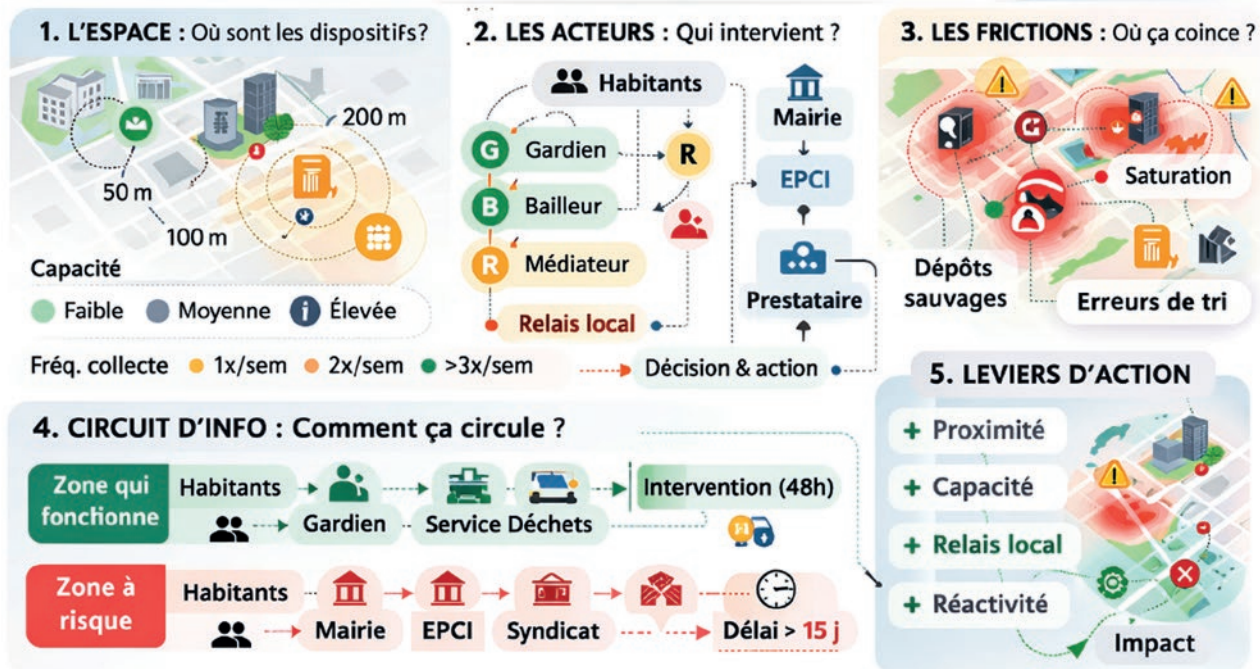 1. L'ESPACE : Où sont les dispositifs?
200 m
50 m
100 m
Capacité
Faible
Moyenne
i
Élevée
Fréq. collecte
1x/sem
2x/sem
>3x/sem
2. LES ACTEURS : Qui intervient ?
Habitants
Mairie
G Gardien
R
EPCI
B Bailleur
R Médiateur
Prestataire
Relais local
Décision & action
3. LES FRICTIONS : Où ça coince ?
Saturation
Dépôts
sauvages
Erreurs de tri
4. CIRCUIT D'INFO : Comment ça circule ?
Zone qui
fonctionne
Habitants
Gardien
Service Déchets
Intervention (48h)
Zone à
risque
Habitants
Mairie
EPCI
Syndicat
Délai > 15 j
5. LEVIERS D'ACTION
+ Proximité
+ Capacité
+ Relais local
+ Réactivité
Impact